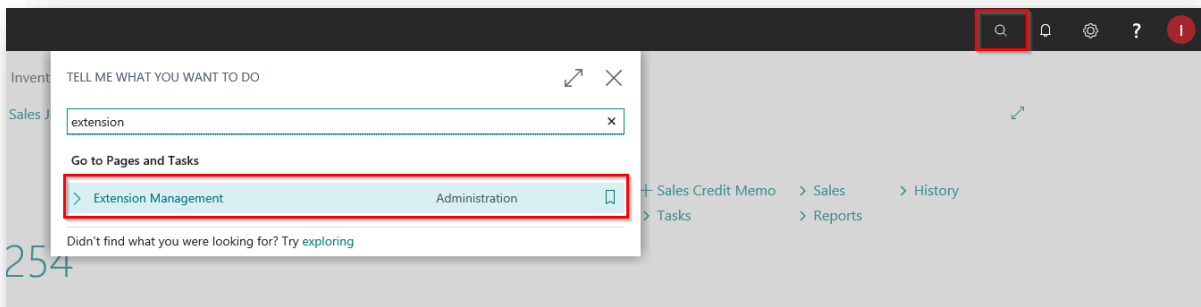 I
Invent
TELL ME WHAT YOU WANT TO DO
Sales J
extension
Go to Pages and Tasks
Extension Management Administration
Sales Credit Memo Sales History
Tasks Reports
Didn't find what you were looking for? Try exploring
254